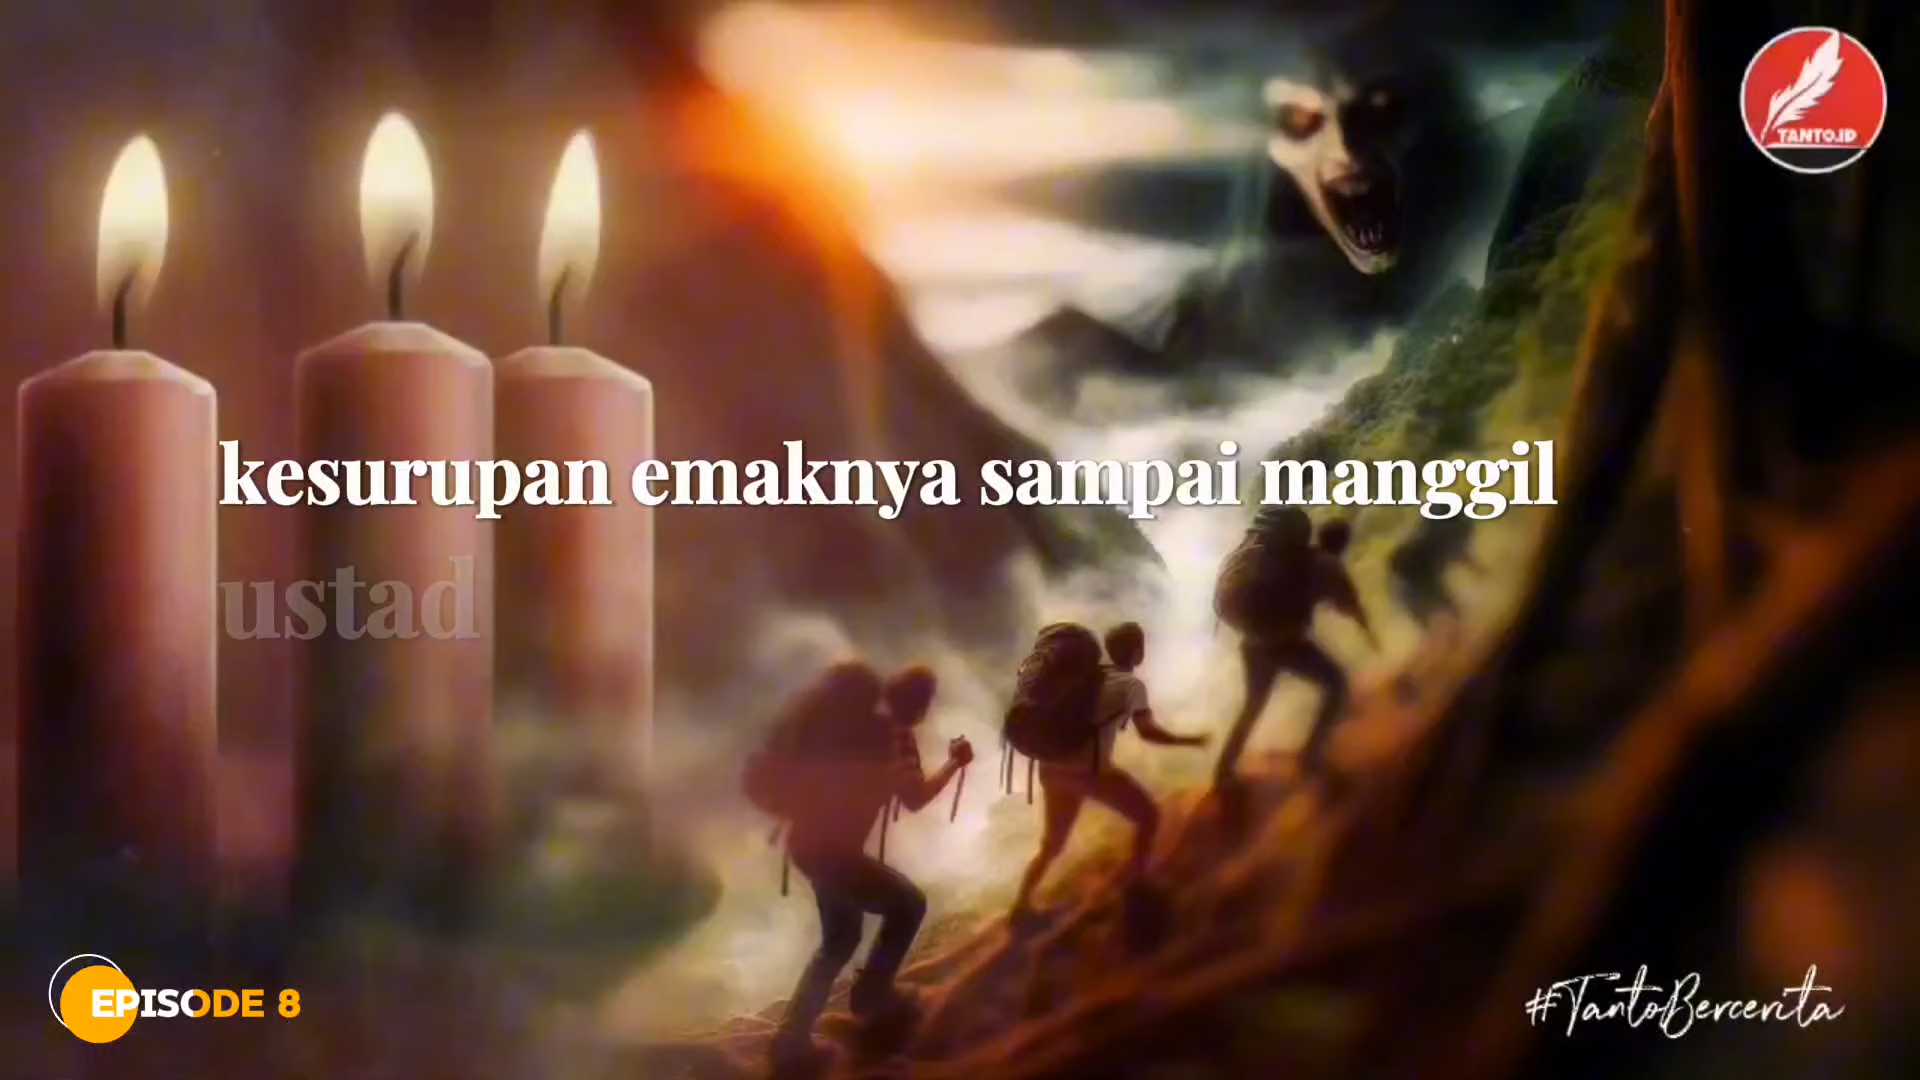 TANTO.ID
kesurupan emaknya sampai manggil
ustad
EPISODE 8
#TantoBercerita